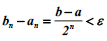 bₙ − aₙ = (b − a)/2ⁿ < ε